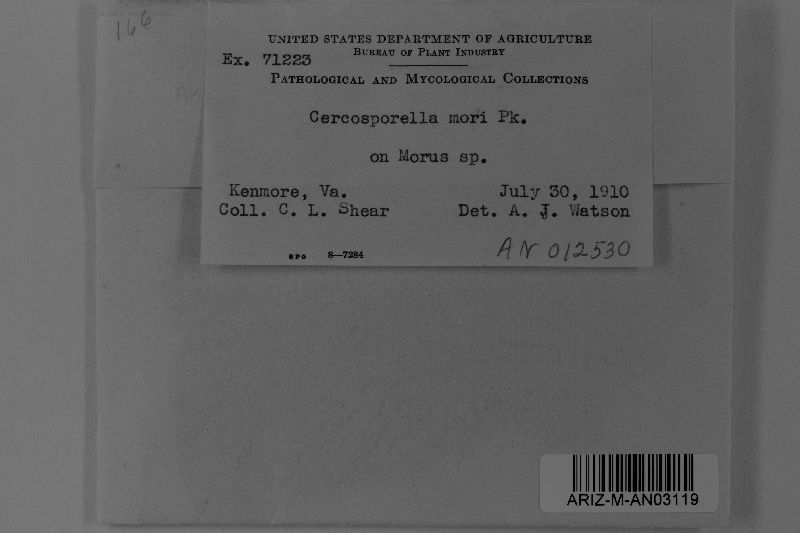 166
UNITED STATES DEPARTMENT OF AGRICULTURE
BUREAU OF PLANT INDUSTRY
Ex. 71223
PATHOLOGICAL AND MYCOLOGICAL COLLECTIONS
Cercosporella mori Pk.
on Morus sp.
Kenmore, Va. July 30, 1910
Coll. C. L. Shear Det. A. J. Watson
GPO 8—7284
AN 012530
ARIZ-M-AN03119